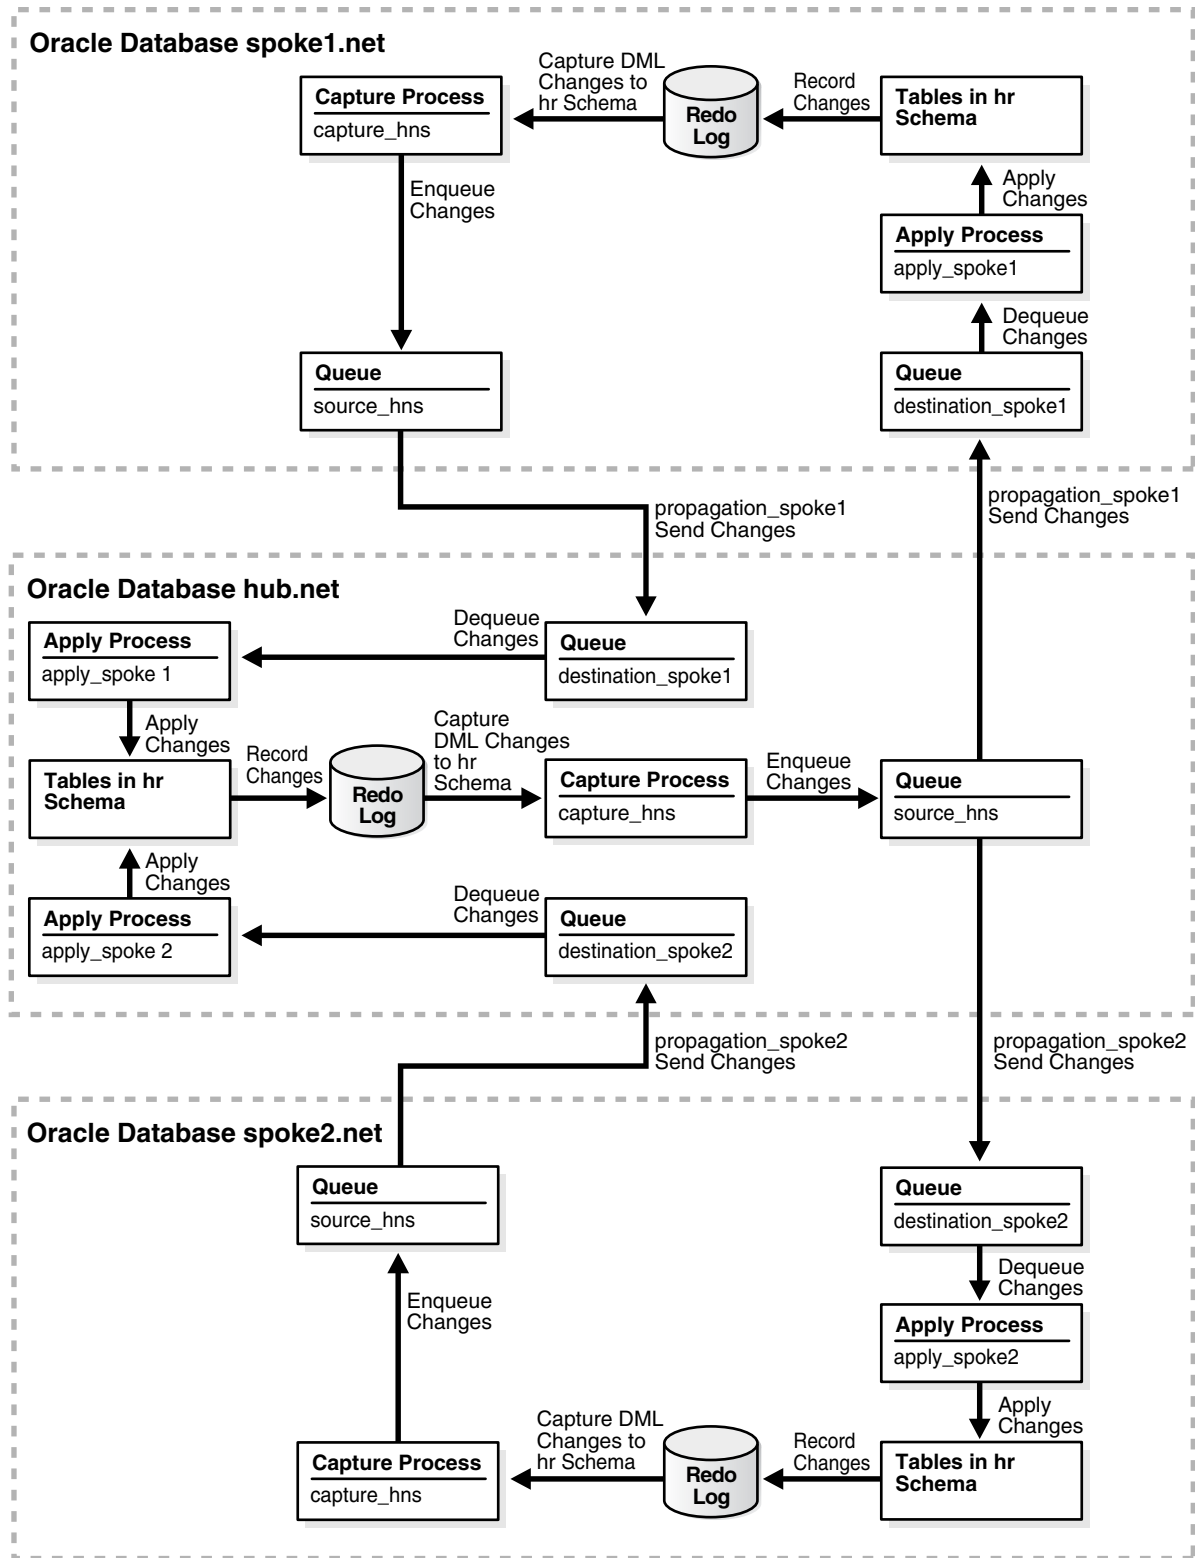 Oracle Database spoke1.net
Capture Process
capture_hns
Capture DML
Changes to
hr Schema
Redo
Log
Record
Changes
Tables in hr
Schema
Enqueue
Changes
Apply
Changes
Apply Process
apply_spoke1
Dequeue
Changes
Queue
source_hns
Queue
destination_spoke1
propagation_spoke1
Send Changes
propagation_spoke1
Send Changes
Oracle Database hub.net
Apply Process
apply_spoke 1
Dequeue
Changes
Queue
destination_spoke1
Apply
Changes
Tables in hr
Schema
Record
Changes
Redo
Log
Capture
DML Changes
to hr
Schema
Capture Process
capture_hns
Enqueue
Changes
Queue
source_hns
Apply
Changes
Apply Process
apply_spoke 2
Dequeue
Changes
Queue
destination_spoke2
propagation_spoke2
Send Changes
propagation_spoke2
Send Changes
Oracle Database spoke2.net
Queue
source_hns
Queue
destination_spoke2
Enqueue
Changes
Dequeue
Changes
Apply Process
apply_spoke2
Apply
Changes
Capture Process
capture_hns
Capture DML
Changes to
hr Schema
Redo
Log
Record
Changes
Tables in hr
Schema